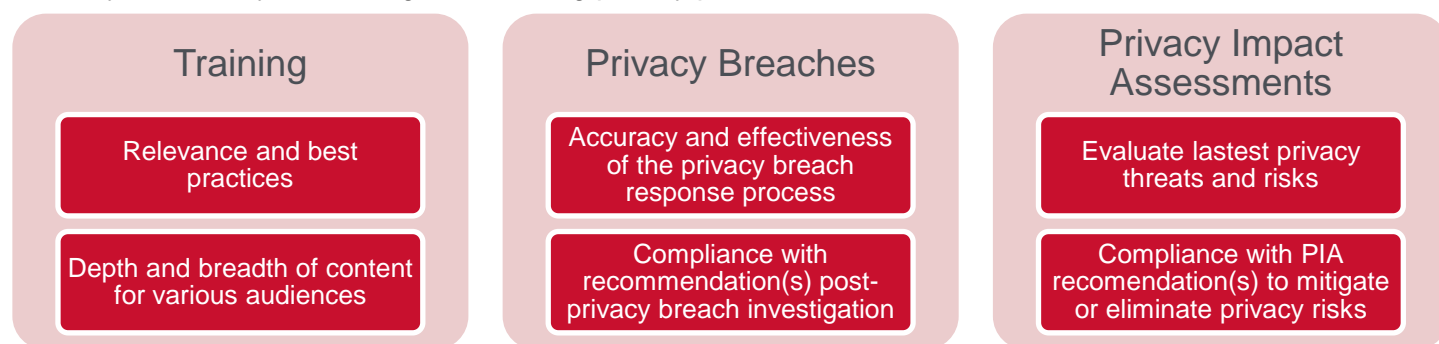 Training
Relevance and best
practices
Depth and breadth of content
for various audiences
Privacy Breaches
Accuracy and effectiveness
of the privacy breach
response process
Compliance with
recommendation(s) post-
privacy breach investigation
Privacy Impact
Assessments
Evaluate lastest privacy
threats and risks
Compliance with PIA
recomendation(s) to mitigate
or eliminate privacy risks